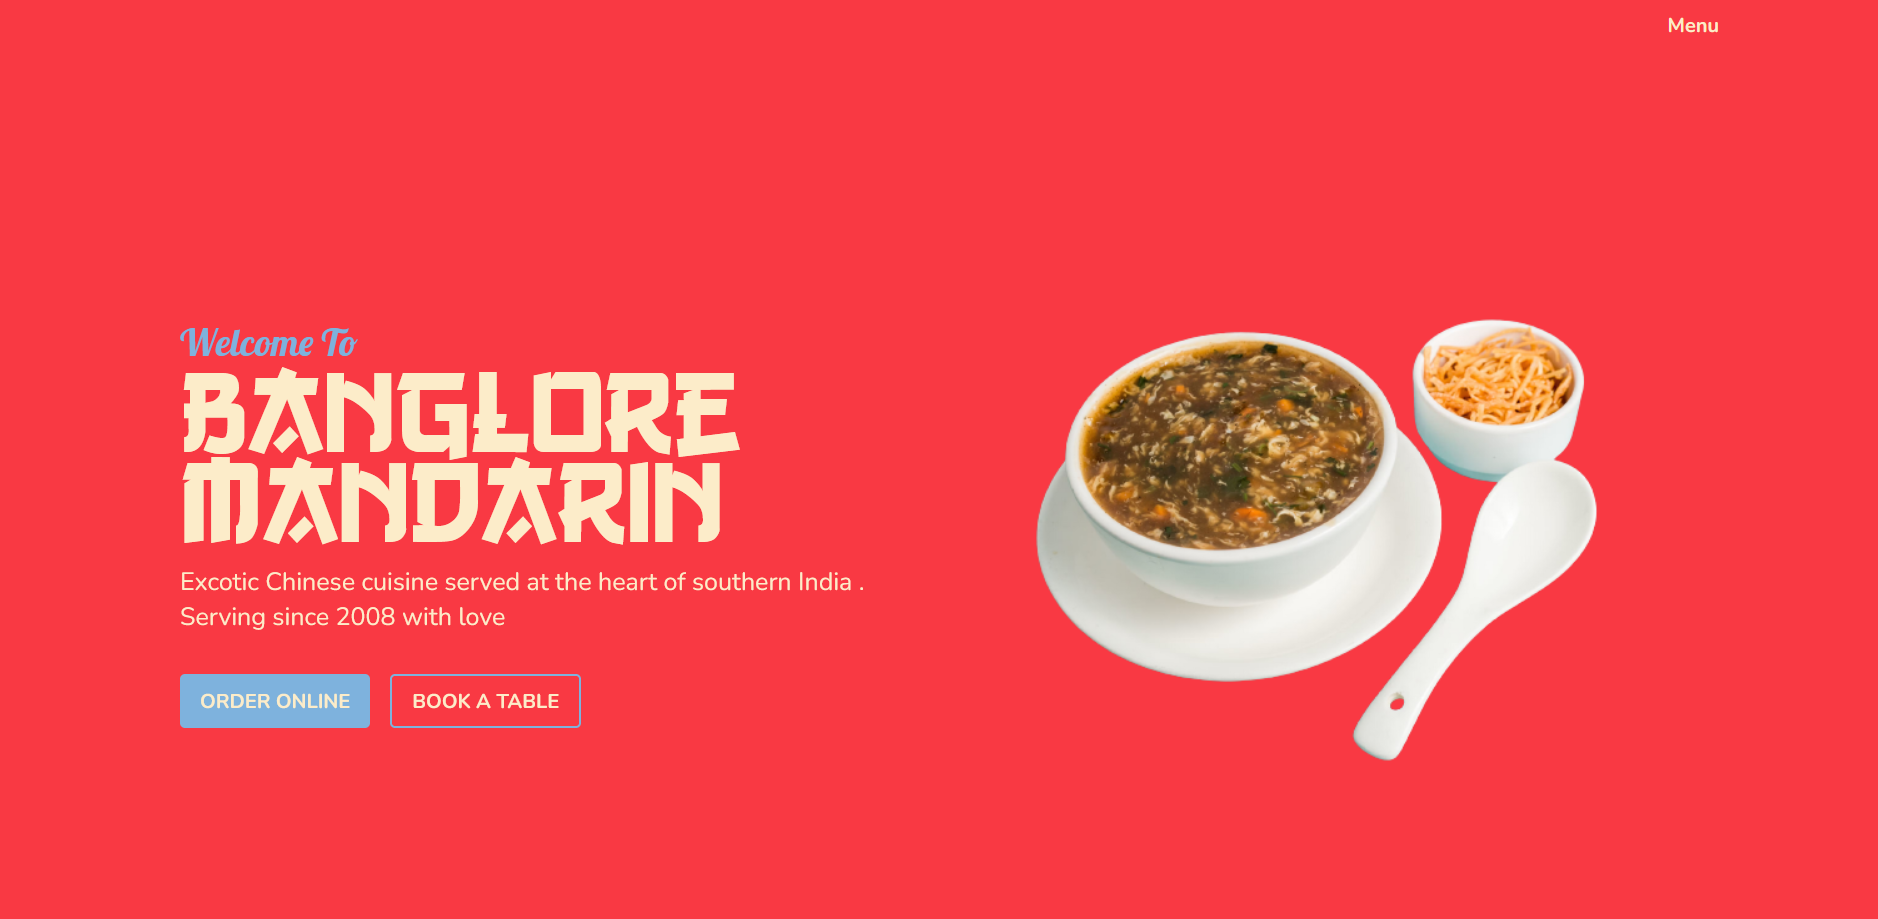 Menu
Welcome To
BANGLORE
MANDARIN
Excotic Chinese cuisine served at the heart of southern India .
Serving since 2008 with love
ORDER ONLINE
BOOK A TABLE